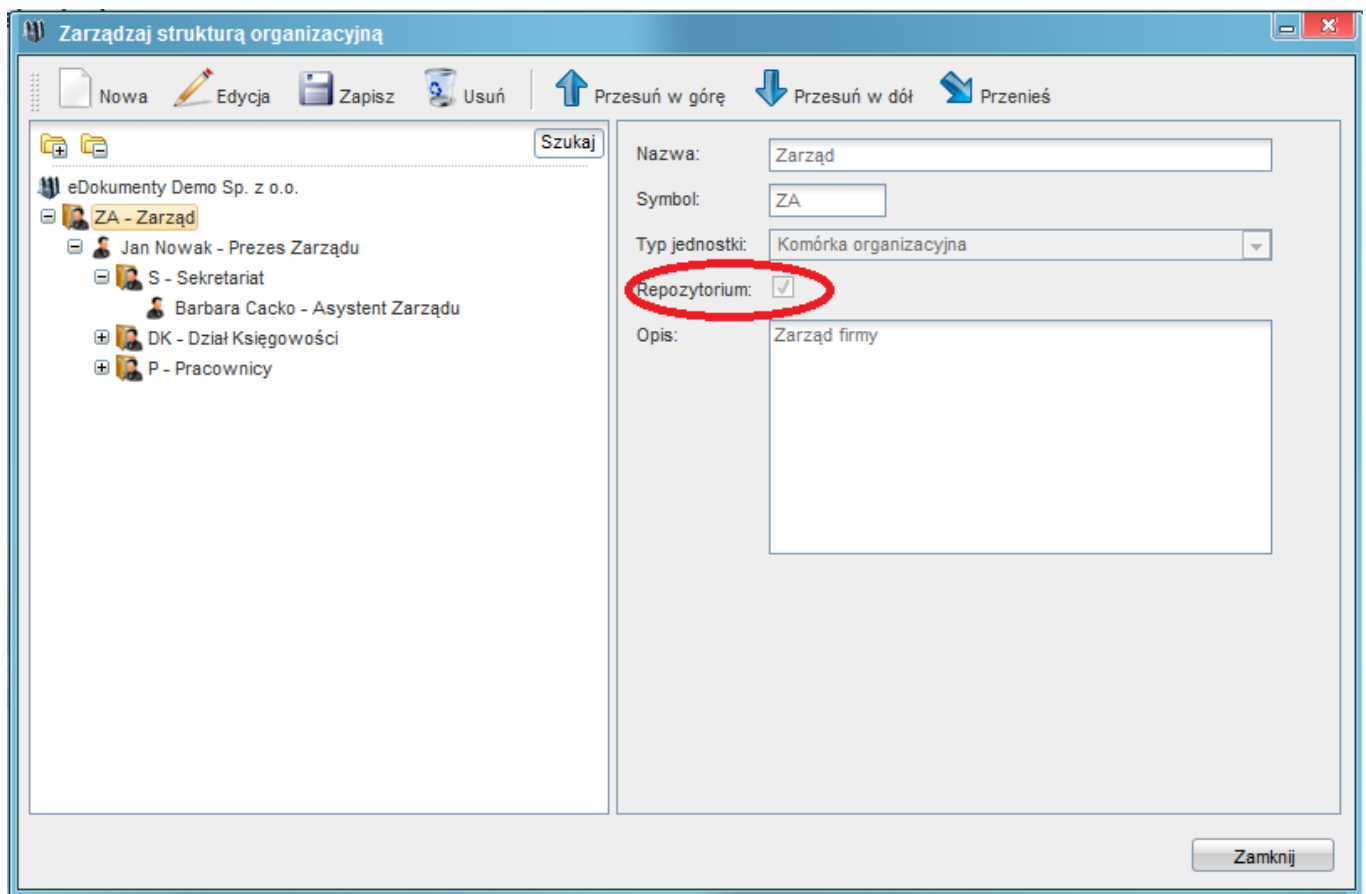 Zarządzaj strukturą organizacyjną
Nowa Edycja Zapisz Usuń Przesuń w górę Przesuń w dół Przenieś
Szukaj
eDokumenty Demo Sp. z o.o.
ZA - Zarząd
Jan Nowak - Prezes Zarządu
S - Sekretariat
Barbara Cacko - Asystent Zarządu
DK - Dział Księgowości
P - Pracownicy
Nazwa: Zarząd
Symbol: ZA
Typ jednostki: Komórka organizacyjna
Repozytorium:
Opis: Zarząd firmy
Zamknij